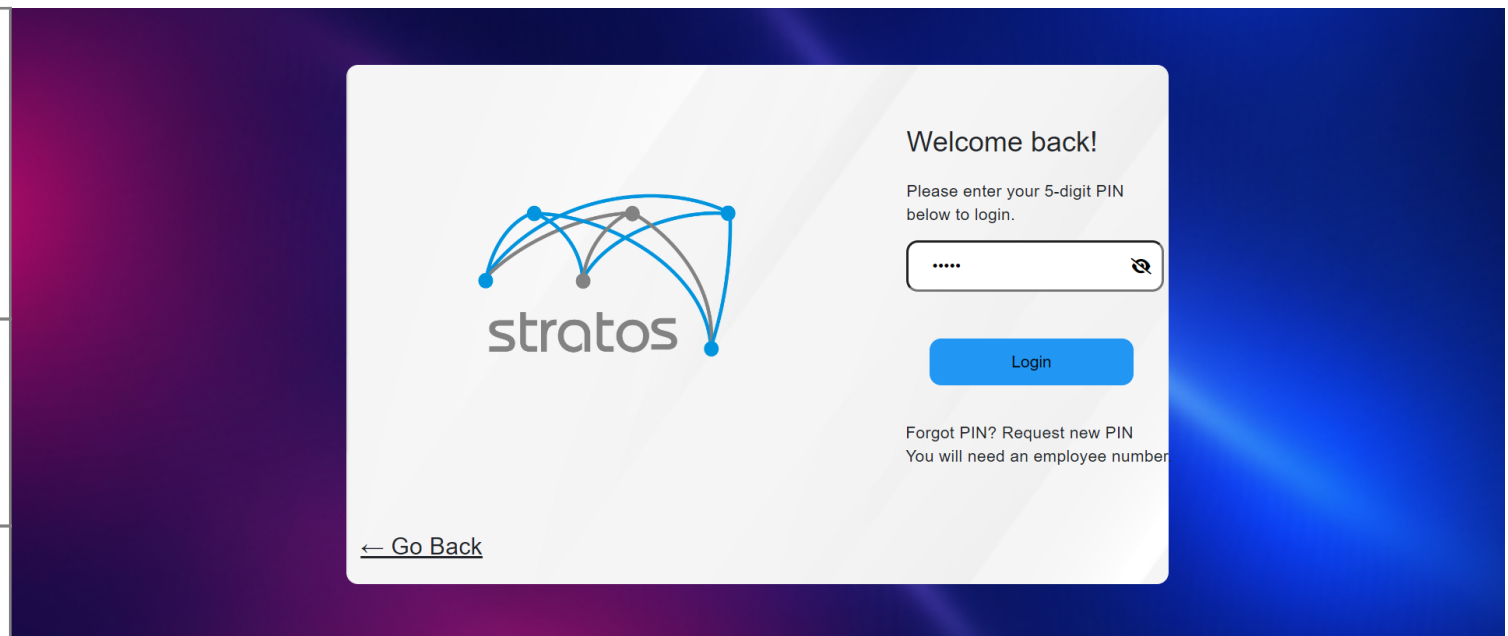 Welcome back!
Please enter your 5-digit PIN
below to login.
•••••
stratos
Login
Forgot PIN? Request new PIN
You will need an employee number
← Go Back